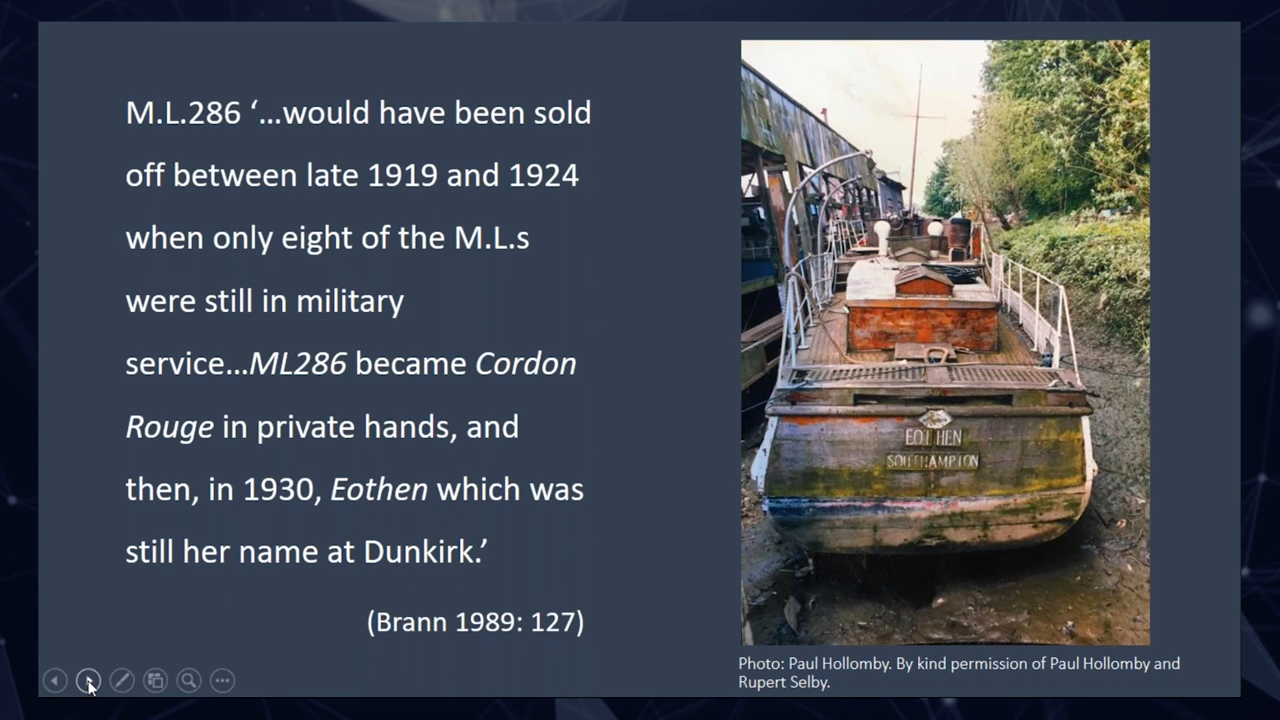 M.L.286 ‘…would have been sold
off between late 1919 and 1924
when only eight of the M.L.s
were still in military
service…ML286 became Cordon
Rouge in private hands, and
then, in 1930, Eothen which was
still her name at Dunkirk.’
(Brann 1989: 127)
EOTHEN
SOUTHAMPTON
Photo: Paul Hollomby. By kind permission of Paul Hollomby and
Rupert Selby.